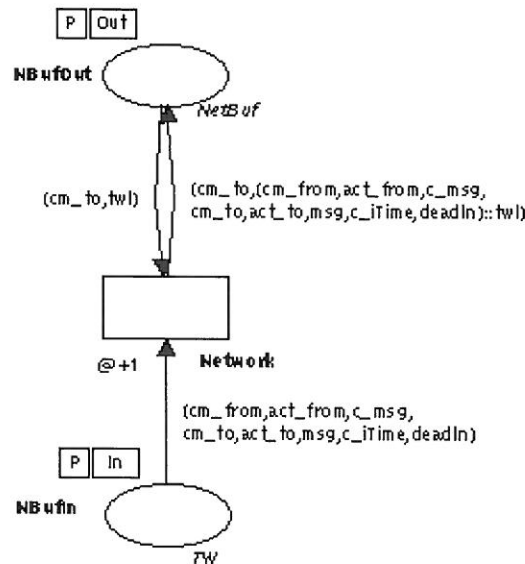 P Out
NBufOut
NetBuf
(cm_to,twl)
(cm_to,(cm_from,act_from,c_msg,
cm_to,act_to,msg,c_iTime,deadln)::twl)
@+1
Network
(cm_from,act_from,c_msg,
cm_to,act_to,msg,c_iTime,deadln)
P In
NBufIn
TW